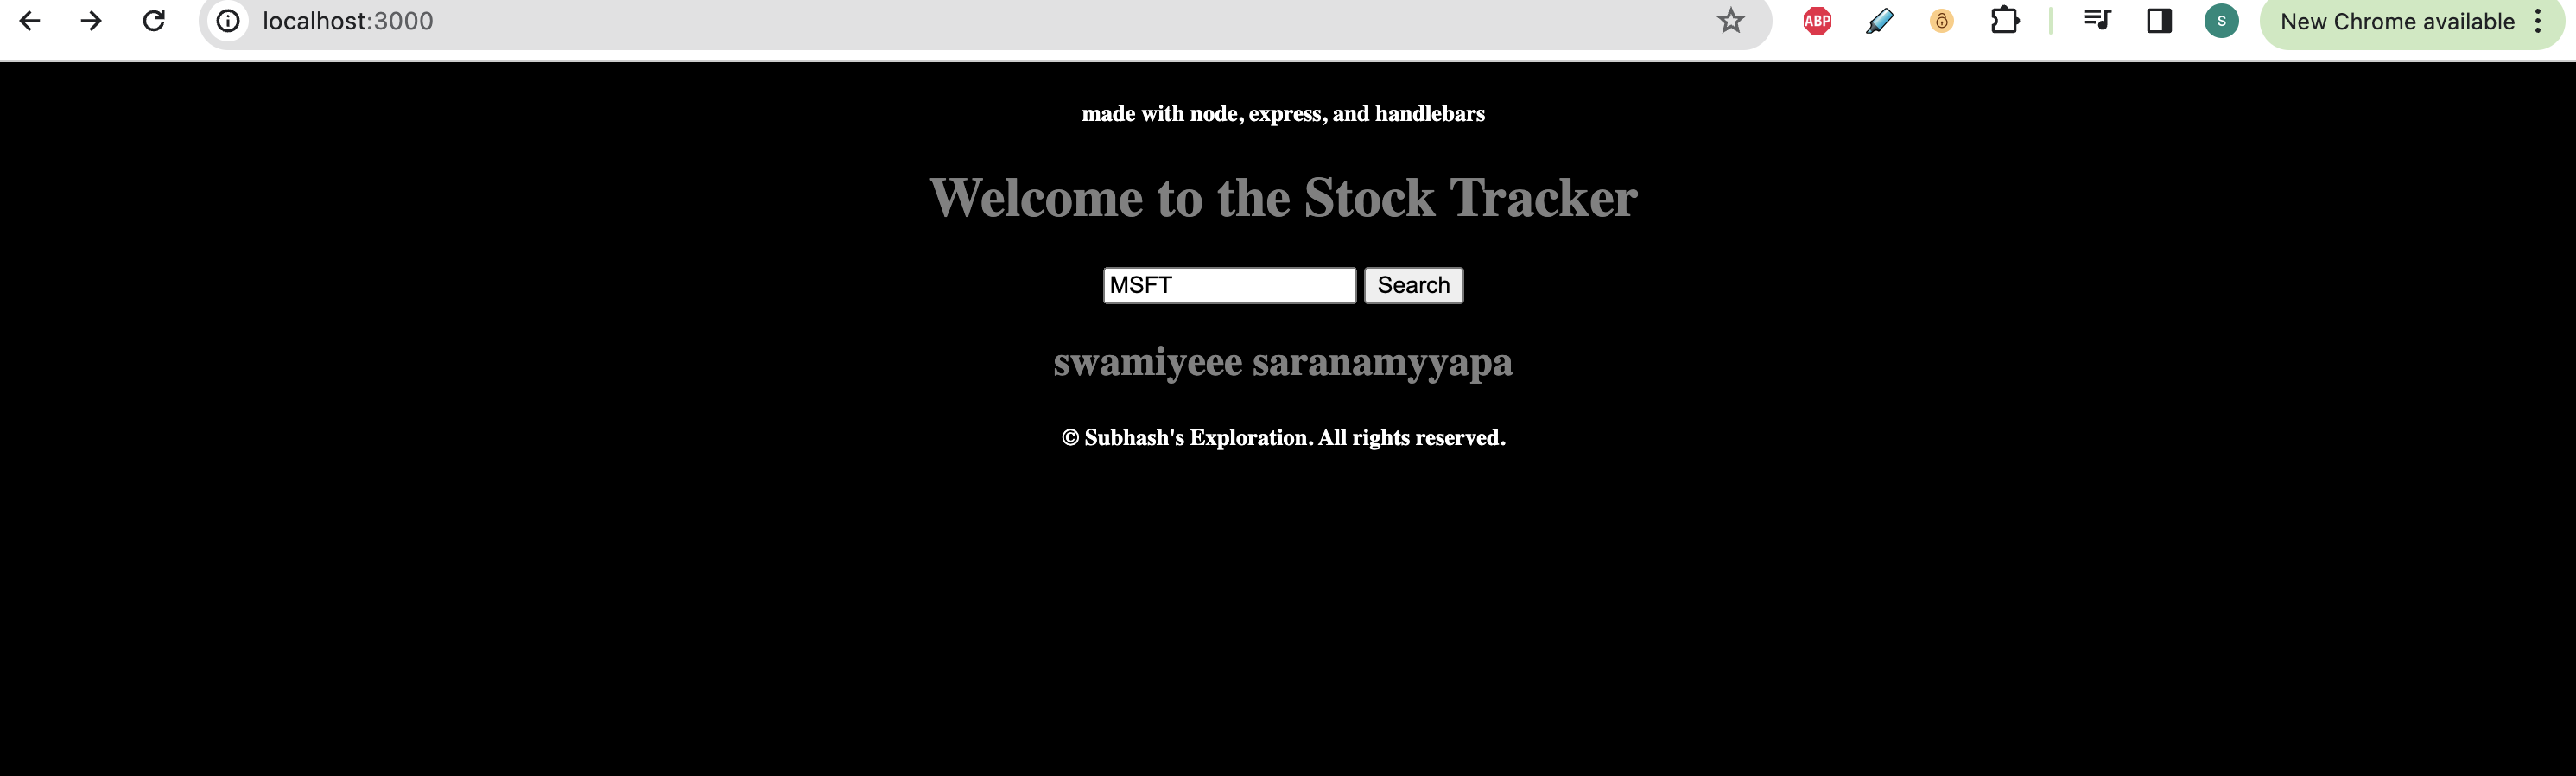 localhost:3000
ABP
S
New Chrome available
made with node, express, and handlebars
Welcome to the Stock Tracker
MSFT Search
swamiyeee saranamyyapa
© Subhash's Exploration. All rights reserved.